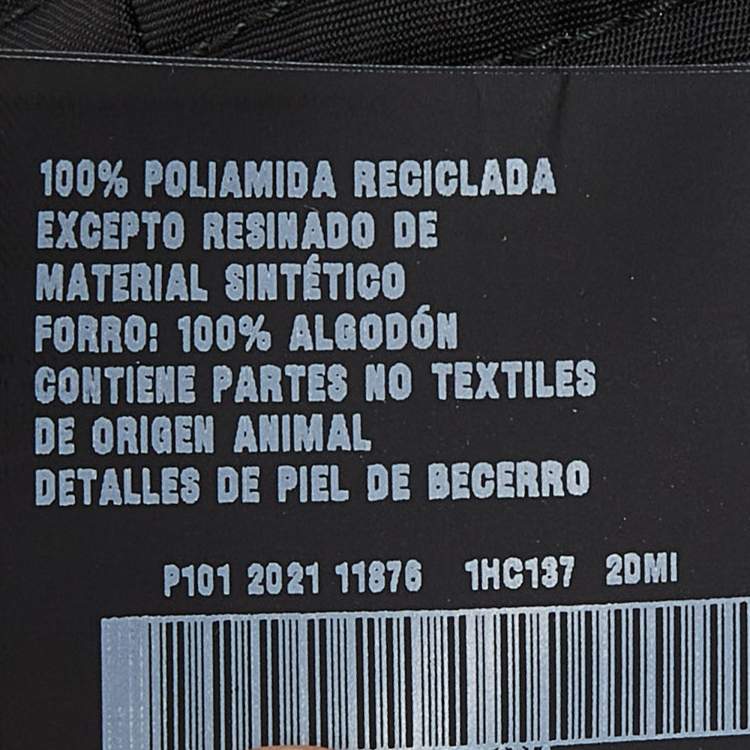 100% POLIAMIDA RECICLADA
EXCEPTO RESINADO DE
MATERIAL SINTÉTICO
FORRO: 100% ALGODÓN
CONTIENE PARTES NO TEXTILES
DE ORIGEN ANIMAL
DETALLES DE PIEL DE BECERRO
P101 2021 11876 1HC137 2DMI